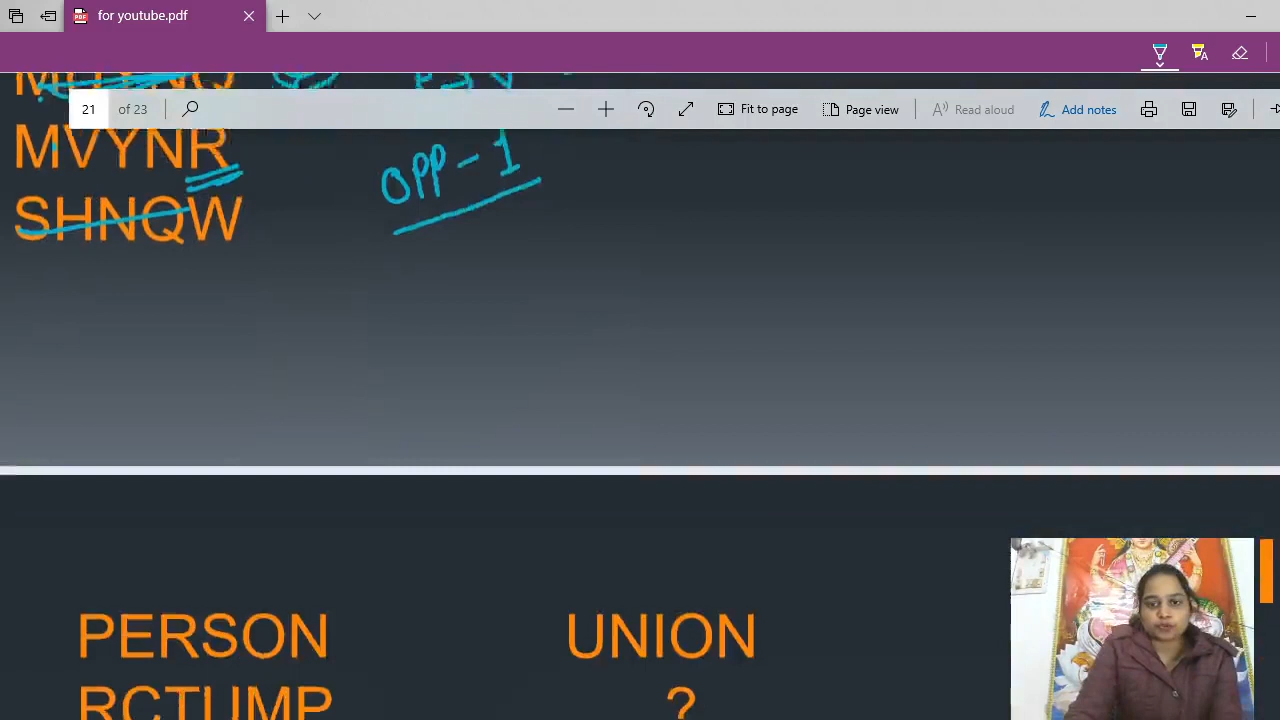 for youtube.pdf
21 of 23
Fit to page
Page view
Read aloud
Add notes
MVYNR
OPP-1
SHNQW
PERSON UNION
RCTUMP ?